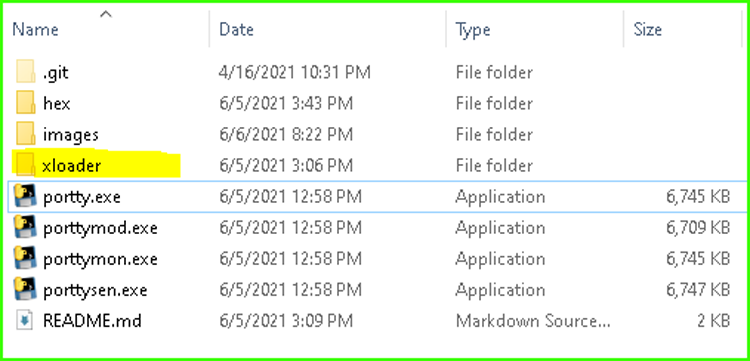 Name Date Type Size
.git 4/16/2021 10:31 PM File folder
hex 6/5/2021 3:43 PM File folder
images 6/6/2021 8:22 PM File folder
xloader 6/5/2021 3:06 PM File folder
portty.exe 6/5/2021 12:58 PM Application 6,745 KB
porttymod.exe 6/5/2021 12:58 PM Application 6,709 KB
porttymon.exe 6/5/2021 12:58 PM Application 6,745 KB
porttysen.exe 6/5/2021 12:58 PM Application 6,747 KB
README.md 6/5/2021 3:09 PM Markdown Source... 2 KB